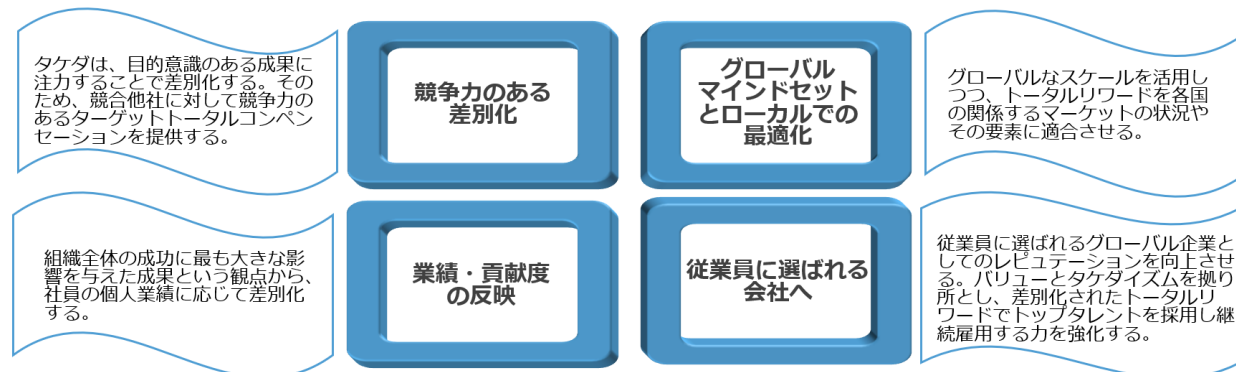 タケダは、目的意識のある成果に
注力することで差別化する。その
ため、競合他社に対して競争力の
あるターゲットトータルコンペン
セーションを提供する。
競争力のある
差別化
グローバル
マインドセット
とローカルでの
最適化
グローバルなスケールを活用し
つつ、トータルリワードを各国
の関係するマーケットの状況や
その要素に適合させる。
組織全体の成功に最も大きな影
響を与えた成果という観点から、
社員の個人業績に応じて差別化
する。
業績・貢献度
の反映
従業員に選ばれる
会社へ
従業員に選ばれるグローバル企業と
してのレピュテーションを向上させ
る。バリューとタケダイズムを拠り
所とし、差別化されたトータルリ
ワードでトップタレントを採用し継
続雇用する力を強化する。